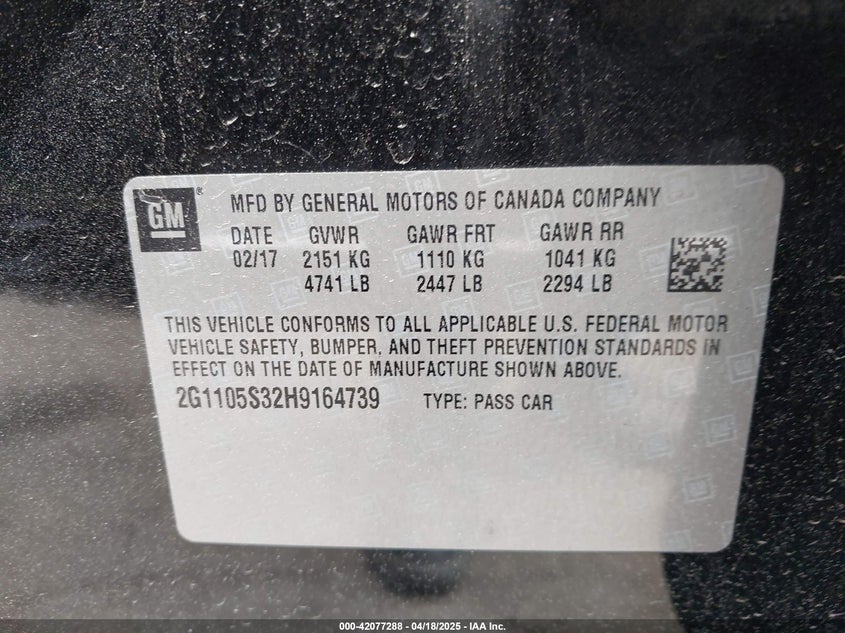 GM® MFD BY GENERAL MOTORS OF CANADA COMPANY
DATE GVWR GAWR FRT GAWR RR
02/17 2151 KG 1110 KG 1041 KG
4741 LB 2447 LB 2294 LB
THIS VEHICLE CONFORMS TO ALL APPLICABLE U.S. FEDERAL MOTOR
VEHICLE SAFETY, BUMPER, AND THEFT PREVENTION STANDARDS IN
EFFECT ON THE DATE OF MANUFACTURE SHOWN ABOVE.
2G1105S32H9164739 TYPE: PASS CAR
000-42077288 - 04/18/2025 - IAA Inc.